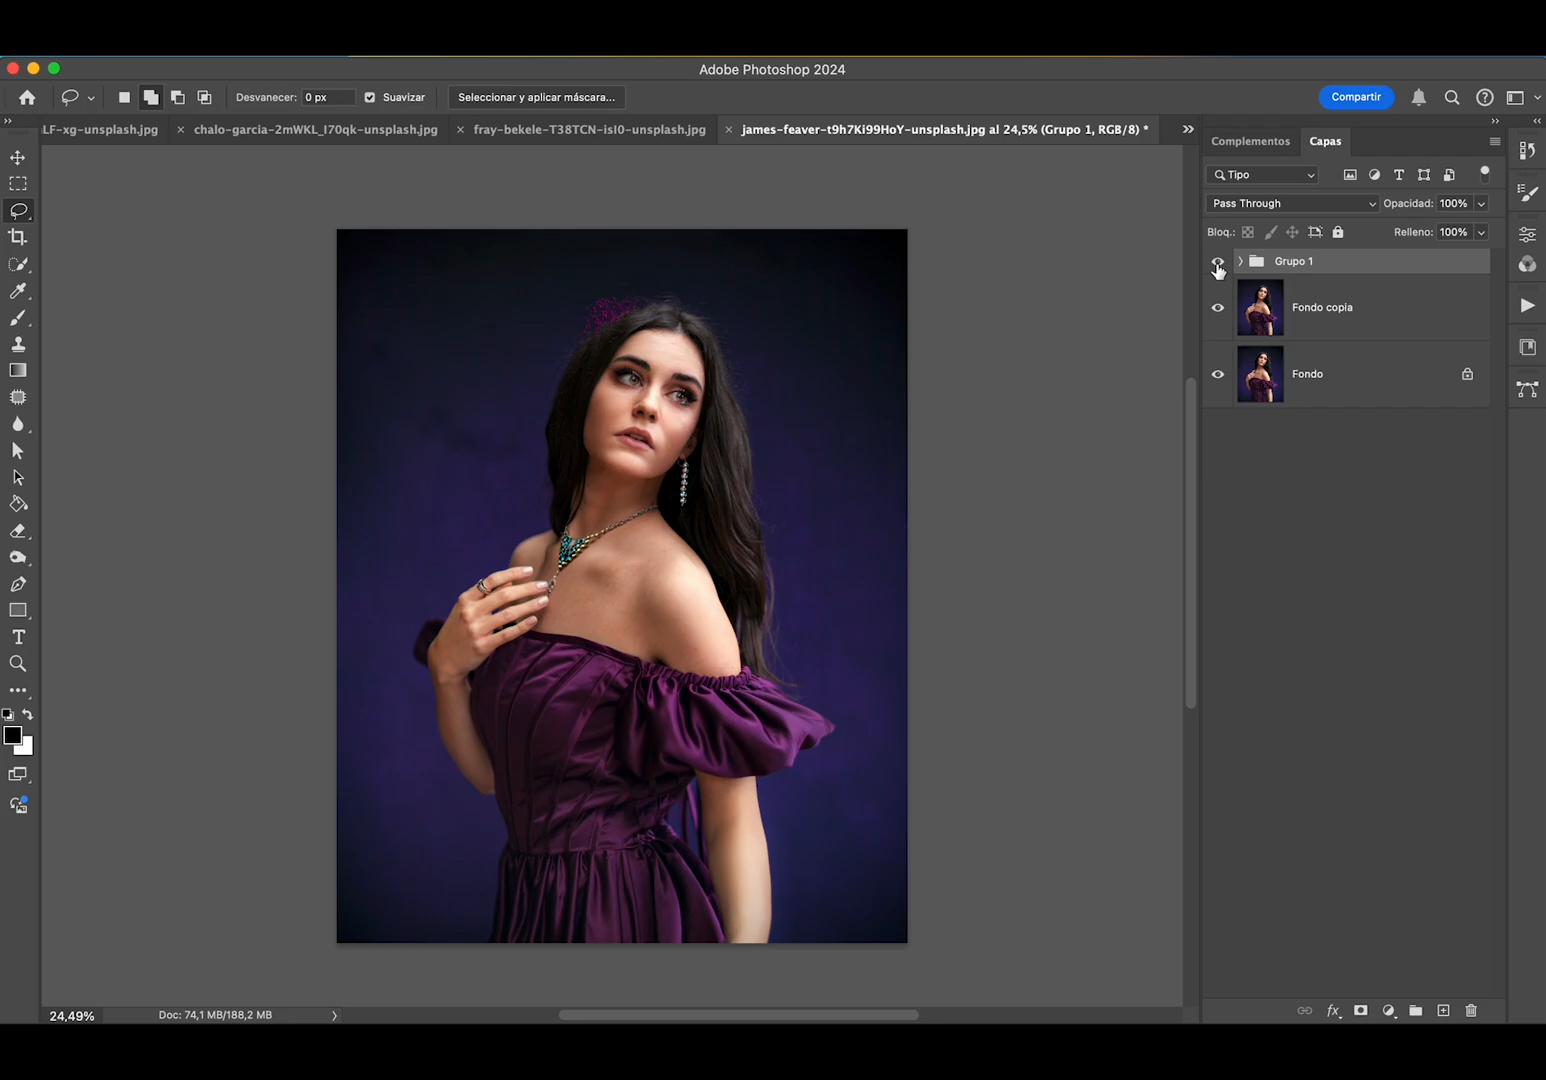 Adobe Photoshop 2024
Desvanecer: 0 px Suavizar Seleccionar y aplicar máscara... Compartir
LF-xg-unsplash.jpg × chalo-garcia-2mWKL_I70qk-unsplash.jpg × fray-bekele-T38TCN-isI0-unsplash.jpg × james-feaver-t9h7Ki99HoY-unsplash.jpg al 24,5% (Grupo 1, RGB/8) *
Complementos Capas
Tipo
Pass Through Opacidad: 100%
Bloq.: Relleno: 100%
Grupo 1
Fondo copia
Fondo
24,49% Doc: 74,1 MB/188,2 MB